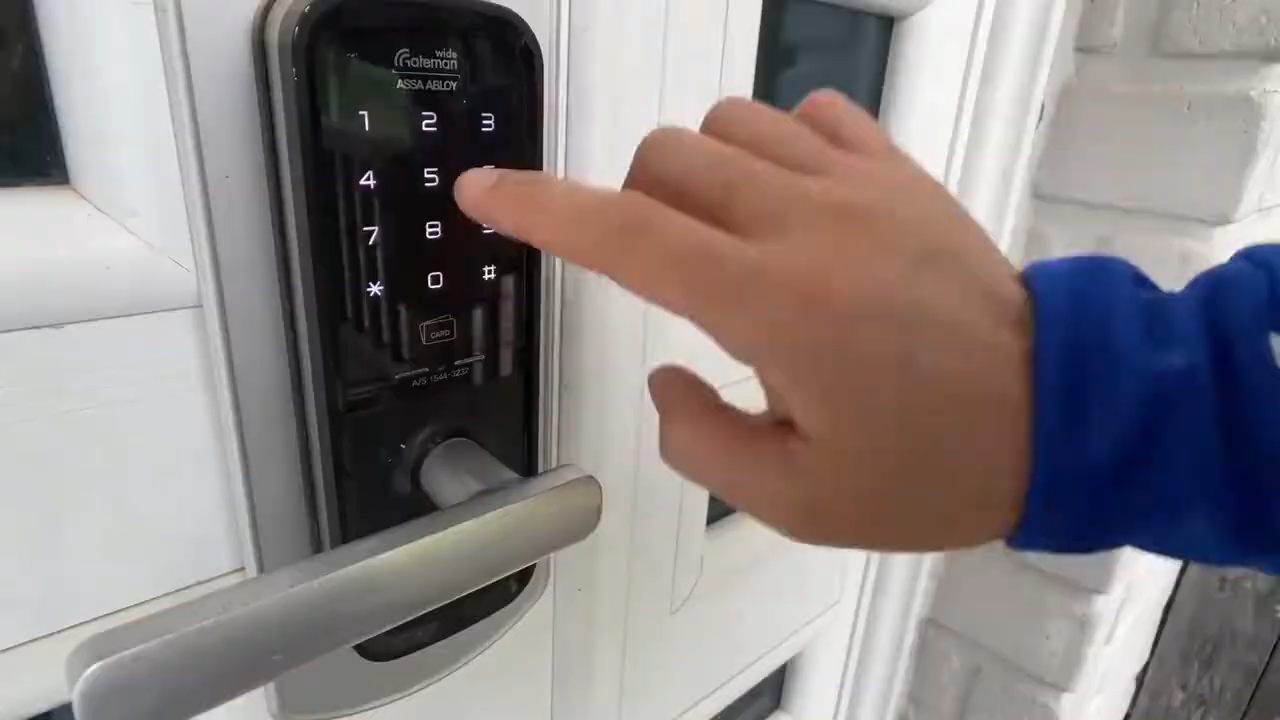 wide
Gateman
ASSA ABLOY
1 2 3
4 5
7 8
* 0 #
CARD
A/S 1544-3232